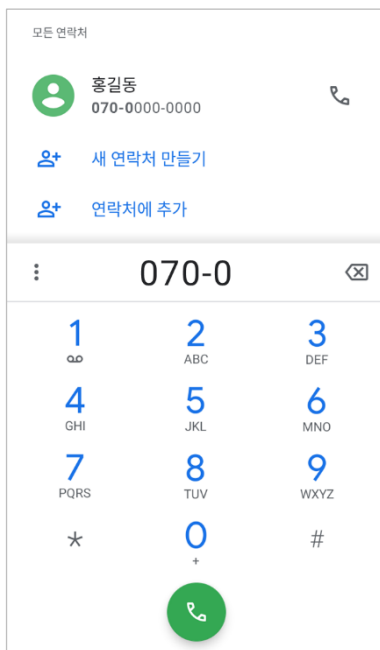 모든 연락처
홍길동
070-0000-0000
새 연락처 만들기
연락처에 추가
070-0
1 2 3
ABC DEF
4 5 6
GHI JKL MNO
7 8 9
PQRS TUV WXYZ
* 0 #
+